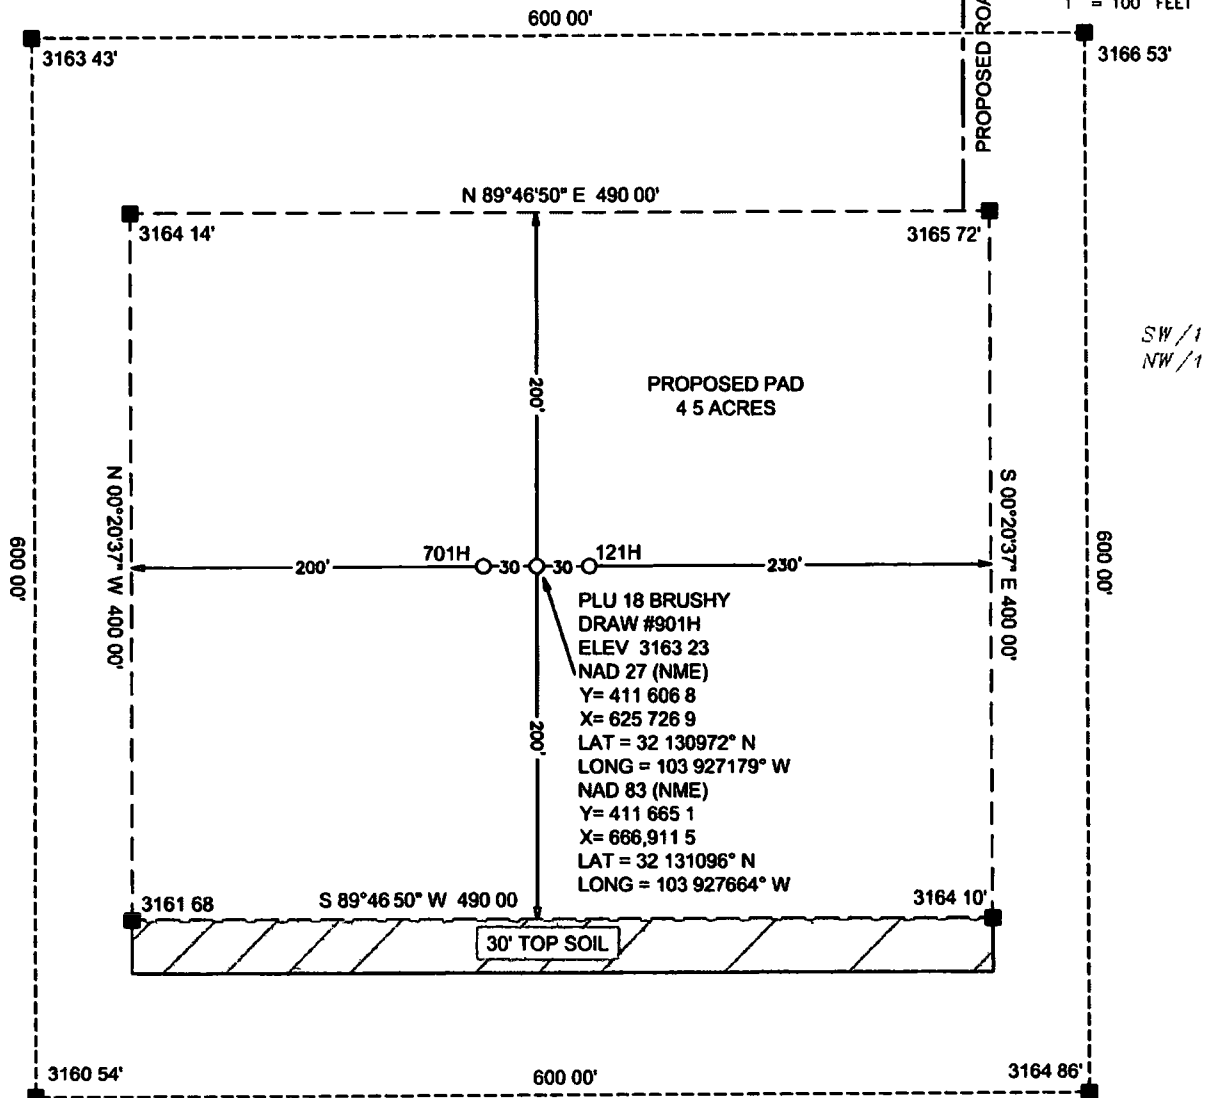 600 00'
1" = 100' FEET
3163 43'
3166 53'
N 89°46'50" E 490 00'
3164 14'
3165 72'
SW/1
NW/1
200'
PROPOSED PAD
4 5 ACRES
N 00°20'37" W 400 00'
S 00°20'37" E 400 00'
600 00'
600 00'
200'
701H
30
30
121H
230'
PLU 18 BRUSHY
DRAW #901H
ELEV 3163 23
NAD 27 (NME)
Y= 411 606 8
X= 625 726 9
LAT = 32 130972° N
LONG = 103 927179° W
NAD 83 (NME)
Y= 411 665 1
X= 666,911 5
LAT = 32 131096° N
LONG = 103 927664° W
200'
3161 68
S 89°46 50" W 490 00
3164 10'
30' TOP SOIL
3160 54'
600 00'
3164 86'
PROPOSED